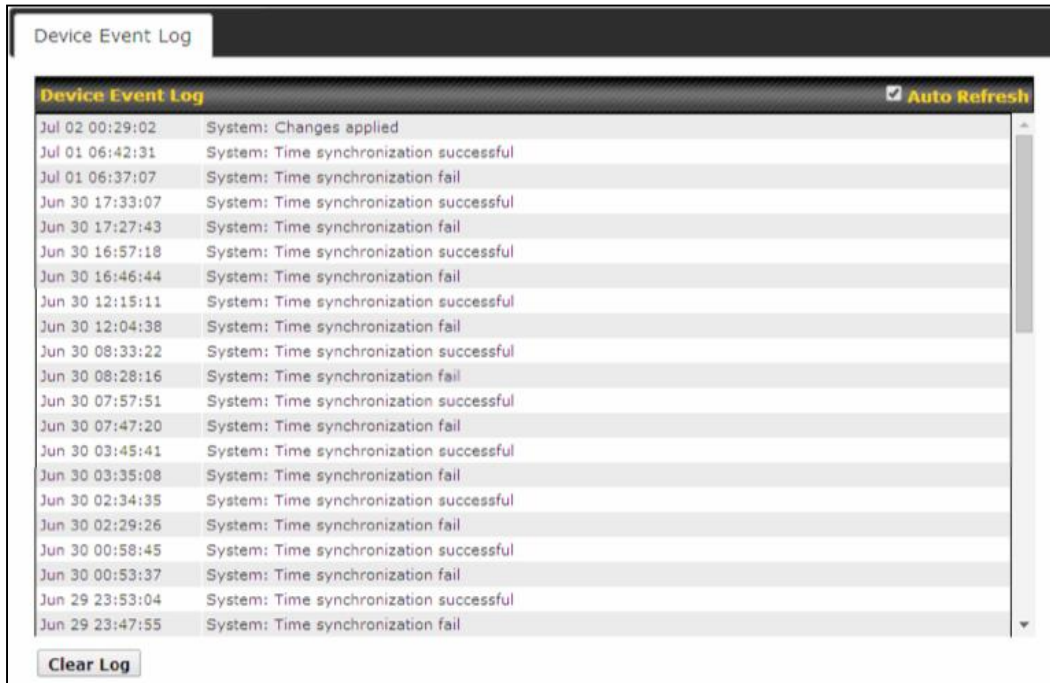 Device Event Log
Device Event Log Auto Refresh
Jul 02 00:29:02 System: Changes applied
Jul 01 06:42:31 System: Time synchronization successful
Jul 01 06:37:07 System: Time synchronization fail
Jun 30 17:33:07 System: Time synchronization successful
Jun 30 17:27:43 System: Time synchronization fail
Jun 30 16:57:18 System: Time synchronization successful
Jun 30 16:46:44 System: Time synchronization fail
Jun 30 12:15:11 System: Time synchronization successful
Jun 30 12:04:38 System: Time synchronization fail
Jun 30 08:33:22 System: Time synchronization successful
Jun 30 08:28:16 System: Time synchronization fail
Jun 30 07:57:51 System: Time synchronization successful
Jun 30 07:47:20 System: Time synchronization fail
Jun 30 03:45:41 System: Time synchronization successful
Jun 30 03:35:08 System: Time synchronization fail
Jun 30 02:34:35 System: Time synchronization successful
Jun 30 02:29:26 System: Time synchronization fail
Jun 30 00:58:45 System: Time synchronization successful
Jun 30 00:53:37 System: Time synchronization fail
Jun 29 23:53:04 System: Time synchronization successful
Jun 29 23:47:55 System: Time synchronization fail
Clear Log